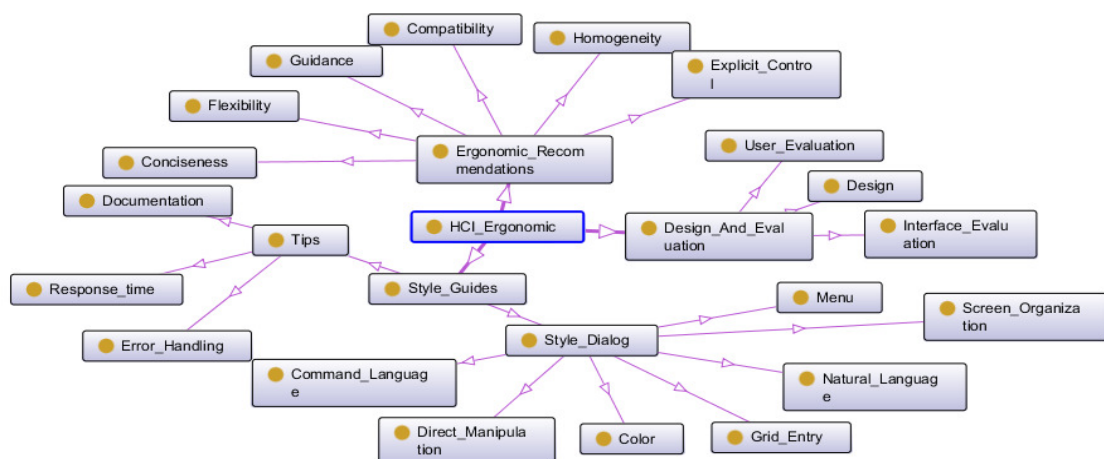 Compatibility
Homogeneity
Guidance
Explicit_Contro
l
Flexibility
Ergonomic_Recom
mendations
User_Evaluation
Conciseness
Design
Documentation
HCI_Ergonomic
Design_And_Eval
uation
Interface_Evalu
ation
Tips
Response_time
Style_Guides
Menu
Screen_Organiza
tion
Error_Handling
Style_Dialog
Command_Languag
e
Natural_Languag
e
Direct_Manipula
tion
Color
Grid_Entry